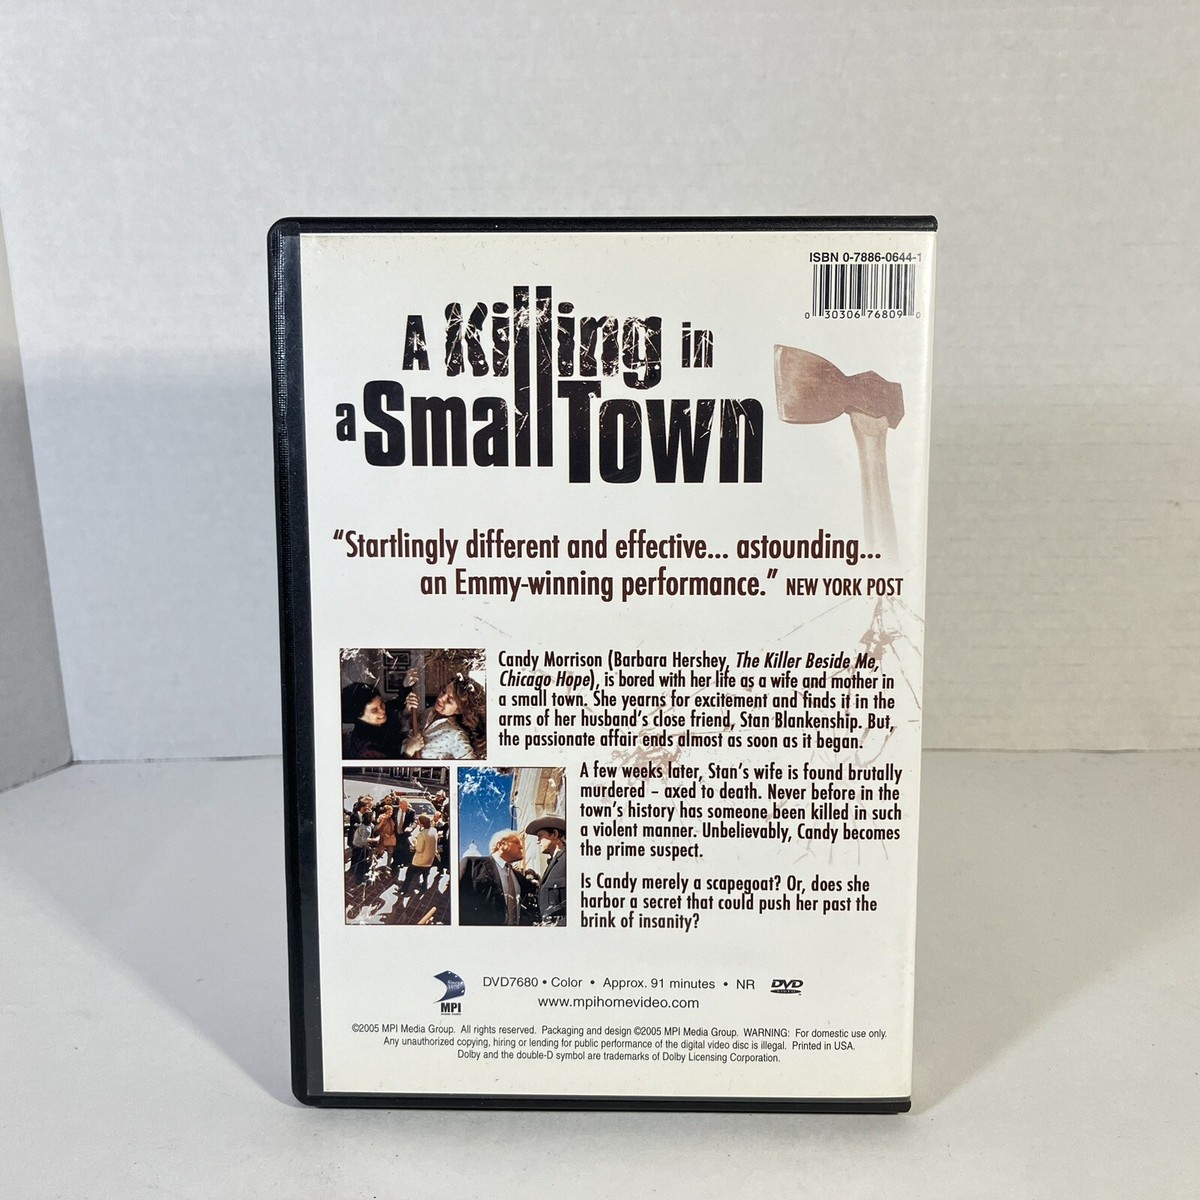 ISBN 0-7886-0644-1
0 30306 76809 0
A Killing in
a Small Town
“Startlingly different and effective... astounding...
an Emmy-winning performance.” NEW YORK POST
Candy Morrison (Barbara Hershey, The Killer Beside Me,
Chicago Hope), is bored with her life as a wife and mother in
a small town. She yearns for excitement and finds it in the
arms of her husband’s close friend, Stan Blankenship. But,
the passionate affair ends almost as soon as it began.
A few weeks later, Stan’s wife is found brutally
murdered – axed to death. Never before in the
town’s history has someone been killed in such
a violent manner. Unbelievably, Candy becomes
the prime suspect.
Is Candy merely a scapegoat? Or, does she
harbor a secret that could push her past the
brink of insanity?
MPI
DVD7680 • Color • Approx. 91 minutes • NR DVD
www.mpihomevideo.com
©2005 MPI Media Group. All rights reserved. Packaging and design ©2005 MPI Media Group. WARNING: For domestic use only.
Any unauthorized copying, hiring or lending for public performance of the digital video disc is illegal. Printed in USA.
Dolby and the double-D symbol are trademarks of Dolby Licensing Corporation.